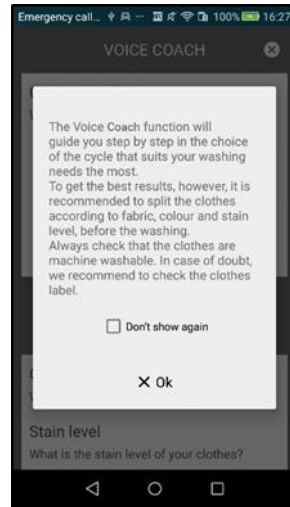 Emergency call... 100% 16:27
VOICE COACH
The Voice Coach function will
guide you step by step in the choice
of the cycle that suits your washing
needs the most.
To get the best results, however, it is
recommended to split the clothes
according to fabric, colour and stain
level, before the washing.
Always check that the clothes are
machine washable. In case of doubt,
we recommend to check the clothes
label.
Don't show again
Ok
Stain level
What is the stain level of your clothes?